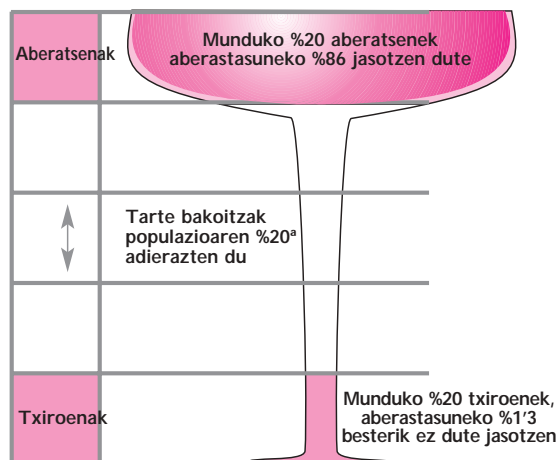 Aberatsenak
Munduko %20 aberatsenek
aberastasuneko %86 jasotzen dute
Tarte bakoitzak
populazioaren %20ª
adierazten du
Txiroenak
Munduko %20 txiroenek,
aberastasuneko %1'3
besterik ez dute jasotzen